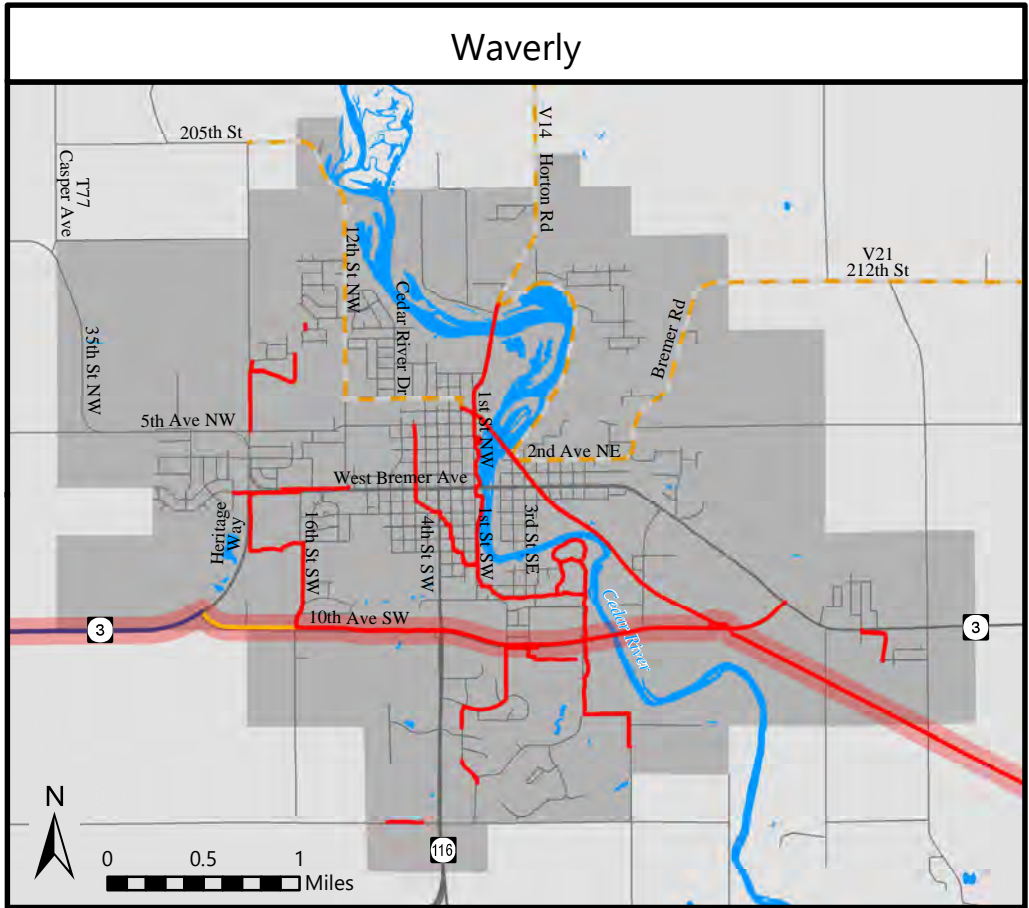 Waverly
205th St
T77
Casper Ave
V14
Horton Rd
12th St NW
Cedar River Dr
V21
212th St
Bremer Rd
35th St NW
5th Ave NW
1st St NW
2nd Ave NE
West Bremer Ave
Heritage
Way
16th St SW
4th St SW
1st St SW
3rd St SE
Cedar River
10th Ave SW
3
3
116
N
0 0.5 1
Miles